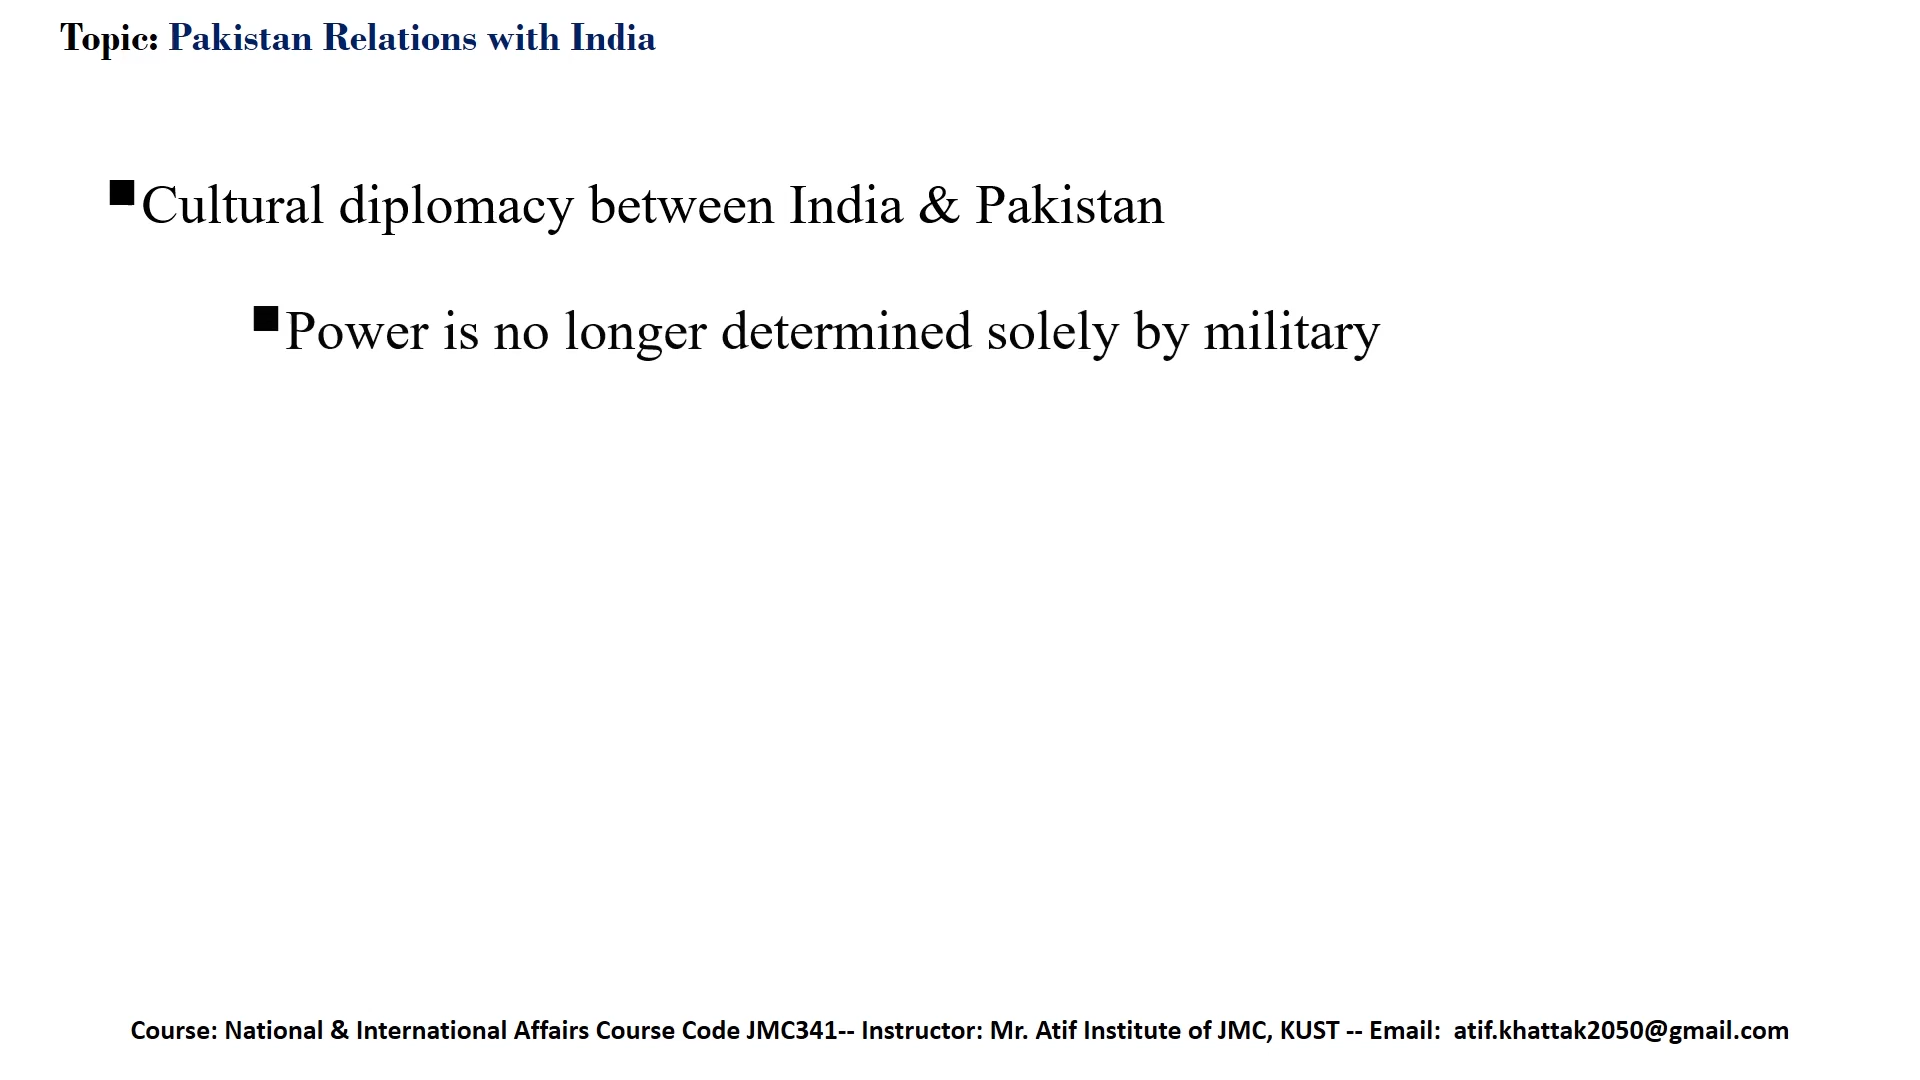 Topic: Pakistan Relations with India
■Cultural diplomacy between India & Pakistan
■Power is no longer determined solely by military
Course: National & International Affairs Course Code JMC341-- Instructor: Mr. Atif Institute of JMC, KUST -- Email:  atif.khattak2050@gmail.com